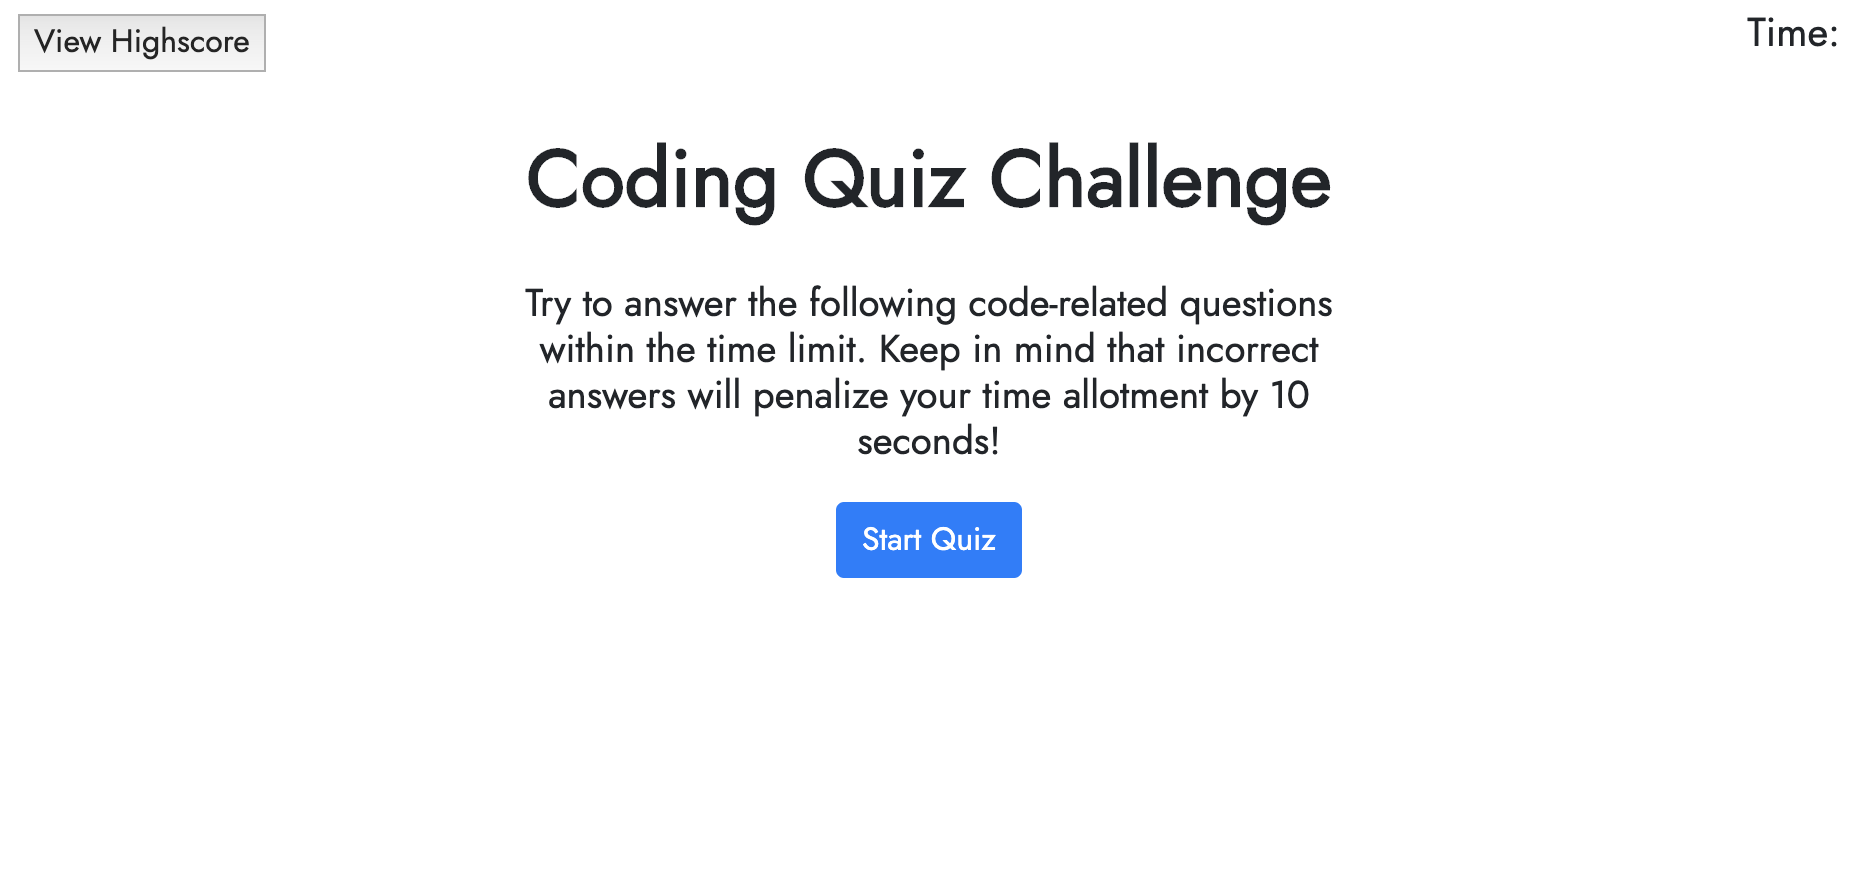 View Highscore
Time:
Coding Quiz Challenge
Try to answer the following code-related questions
within the time limit. Keep in mind that incorrect
answers will penalize your time allotment by 10
seconds!
Start Quiz